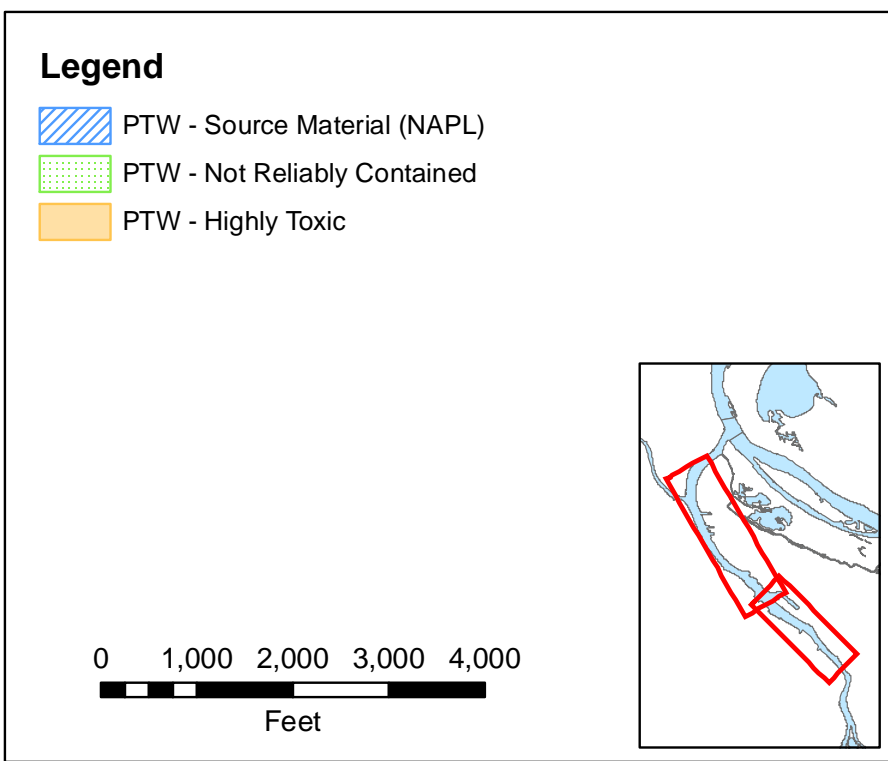 Legend
PTW - Source Material (NAPL)
PTW - Not Reliably Contained
PTW - Highly Toxic
0 1,000 2,000 3,000 4,000
Feet